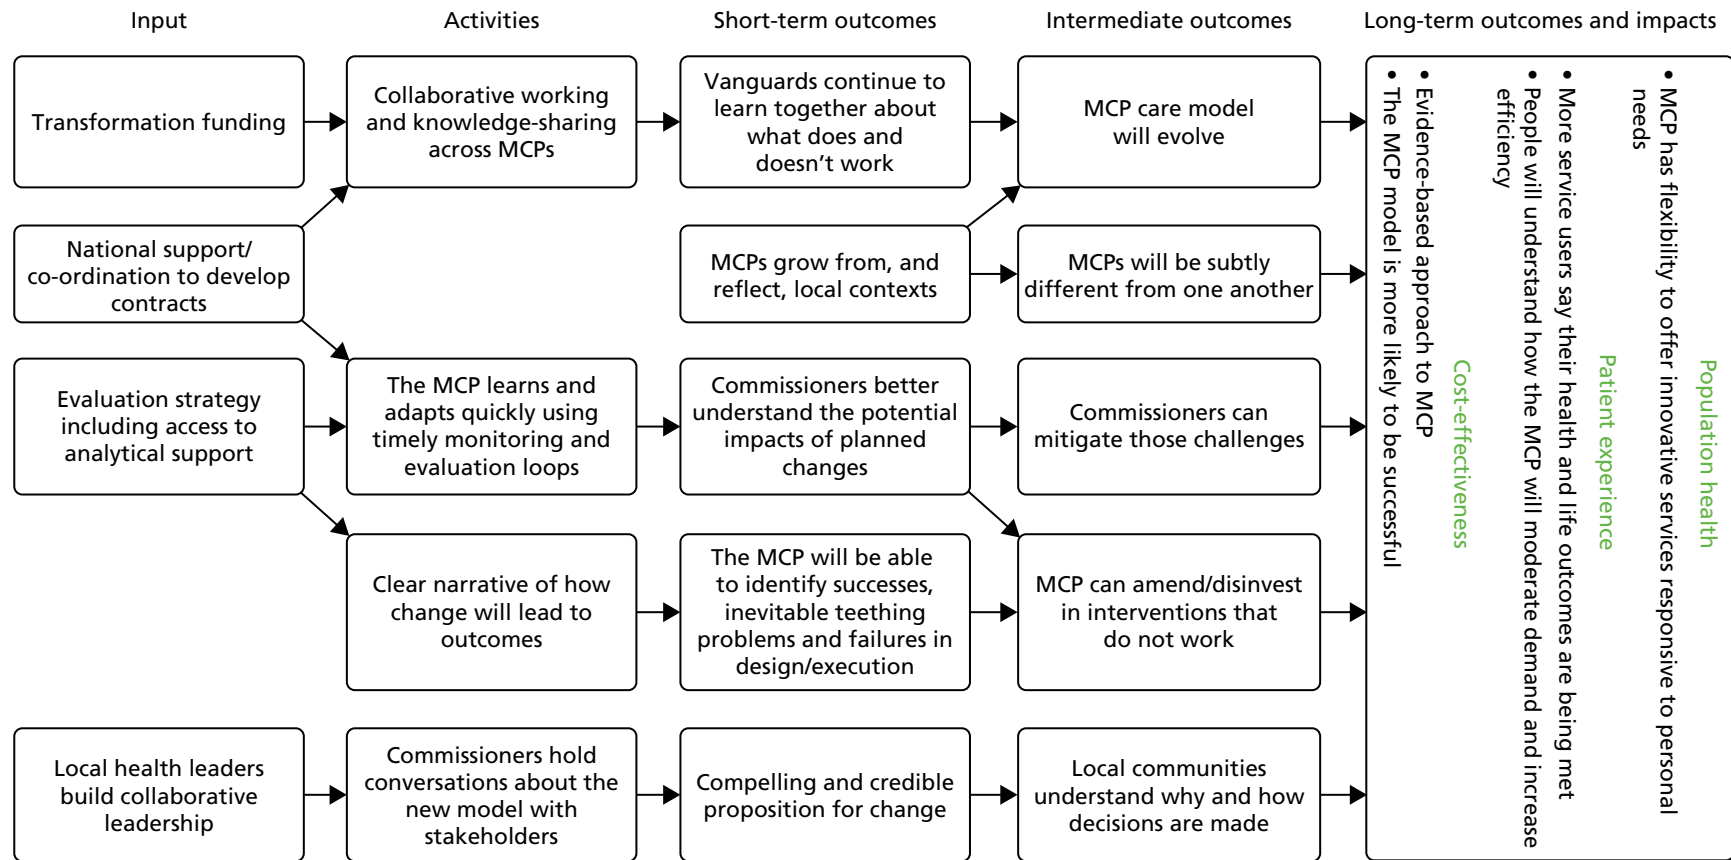 Input
Activities
Short-term outcomes
Intermediate outcomes
Long-term outcomes and impacts
Transformation funding
Collaborative working
and knowledge-sharing
across MCPs
Vanguards continue to
learn together about
what does and
doesn't work
MCP care model
will evolve
National support/
co-ordination to develop
contracts
MCPs grow from, and
reflect, local contexts
MCPs will be subtly
different from one another
Evaluation strategy
including access to
analytical support
The MCP learns and
adapts quickly using
timely monitoring and
evaluation loops
Commissioners better
understand the potential
impacts of planned
changes
Commissioners can
mitigate those challenges
Clear narrative of how
change will lead to
outcomes
The MCP will be able
to identify successes,
inevitable teething
problems and failures in
design/execution
MCP can amend/disinvest
in interventions that
do not work
Local health leaders
build collaborative
leadership
Commissioners hold
conversations about the
new model with
stakeholders
Compelling and credible
proposition for change
Local communities
understand why and how
decisions are made
Population health
• MCP has flexibility to offer innovative services responsive to personal
needs
Patient experience
• More service users say their health and life outcomes are being met
• People will understand how the MCP will moderate demand and increase
efficiency
Cost-effectiveness
• Evidence-based approach to MCP
• The MCP model is more likely to be successful